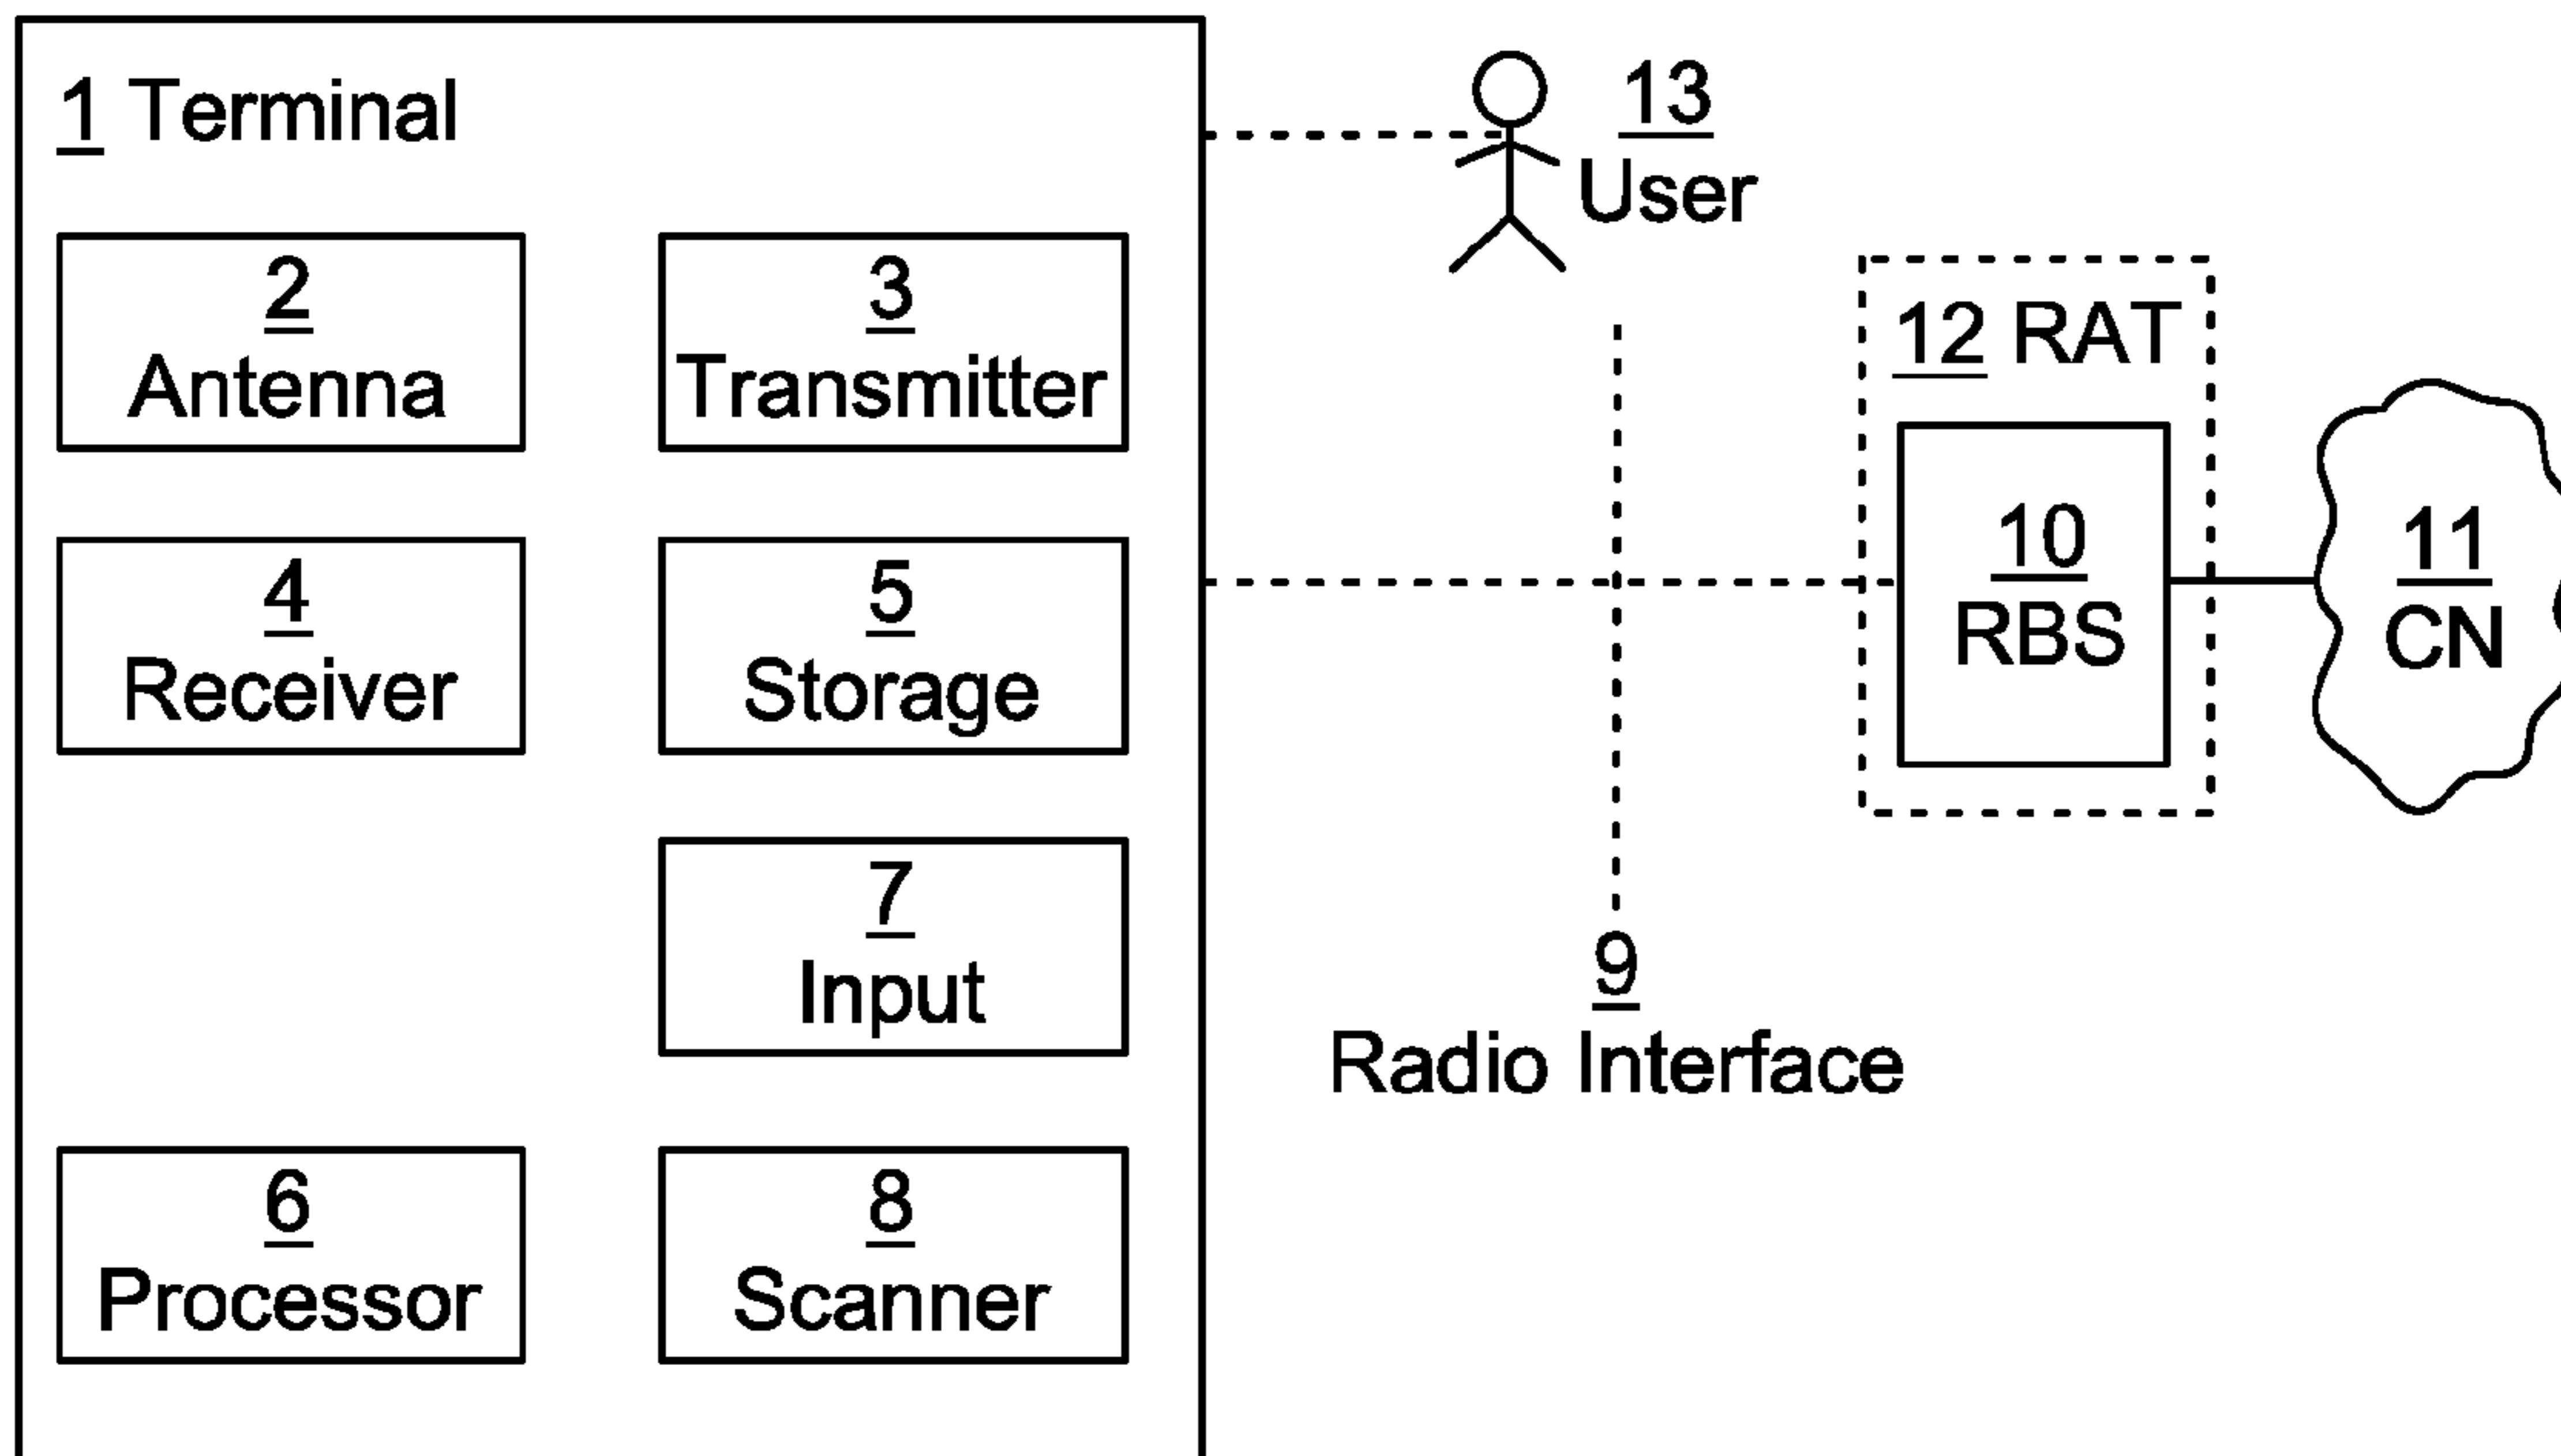 1 Terminal
2
Antenna
3
Transmitter
4
Receiver
5
Storage
7
Input
6
Processor
8
Scanner
13
User
9
Radio Interface
12 RAT
10
RBS
11
CN